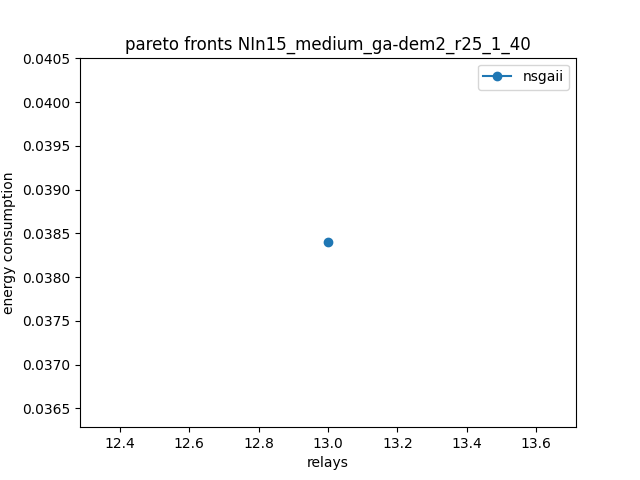 pareto fronts NIn15_medium_ga-dem2_r25_1_40
nsgaii
energy consumption
0.0405
0.0400
0.0395
0.0390
0.0385
0.0380
0.0375
0.0370
0.0365
12.4 12.6 12.8 13.0 13.2 13.4 13.6
relays